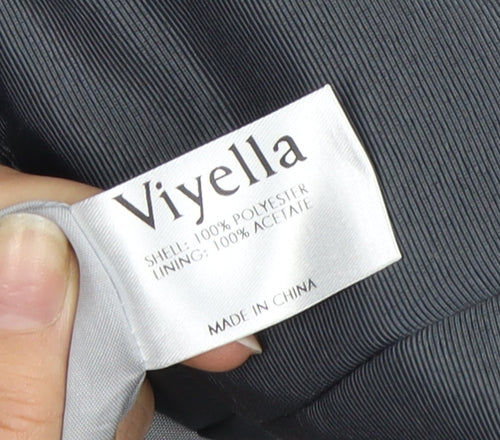 Viyella
SHELL: 100% POLYESTER
LINING: 100% ACETATE
MADE IN CHINA